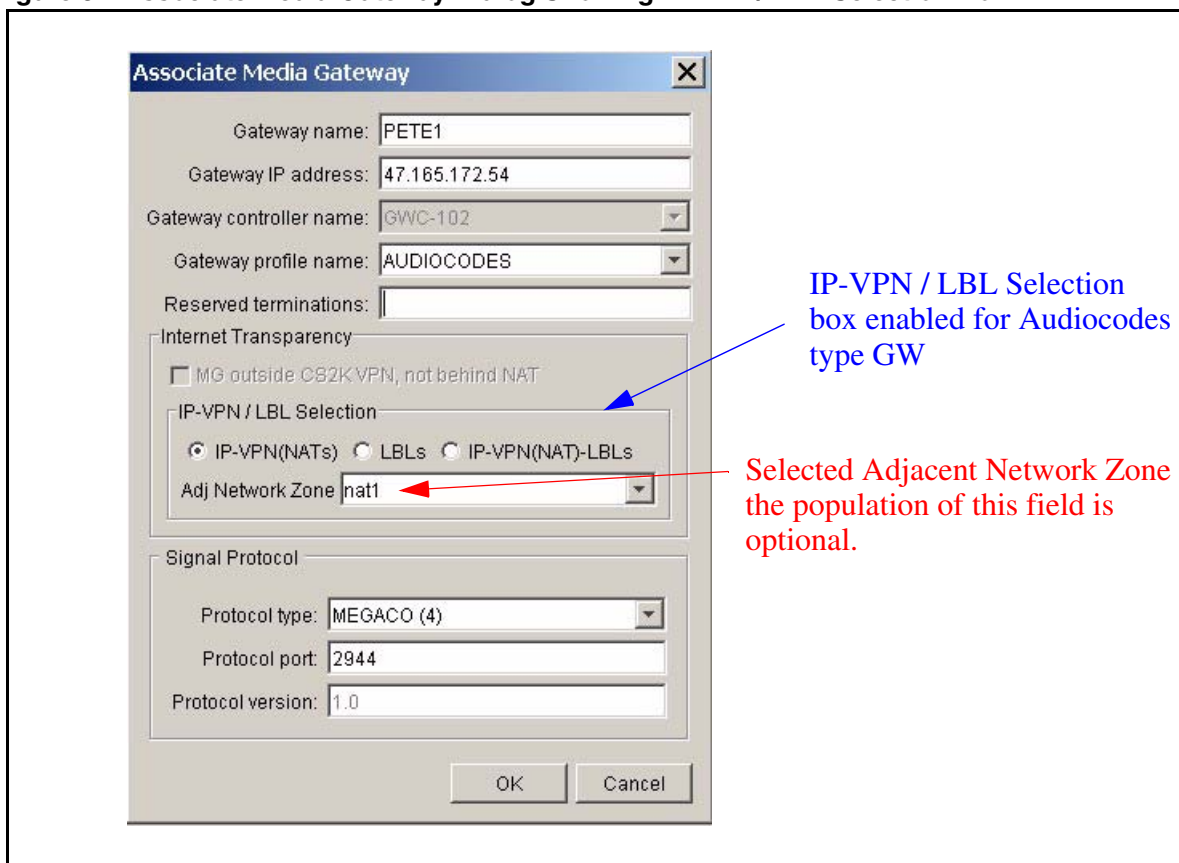 Associate Media Gateway
Gateway name: PETE1
Gateway IP address: 47.165.172.54
Gateway controller name: GWC-102
Gateway profile name: AUDIOCODES
Reserved terminations:
Internet Transparency
MG outside CS2K VPN, not behind NAT
IP-VPN / LBL Selection
IP-VPN(NATs) LBLs IP-VPN(NAT)-LBLs
Adj Network Zone nat1
Signal Protocol
Protocol type: MEGACO (4)
Protocol port: 2944
Protocol version: 1.0
OK Cancel
IP-VPN / LBL Selection
box enabled for Audiocodes
type GW
Selected Adjacent Network Zone
the population of this field is
optional.